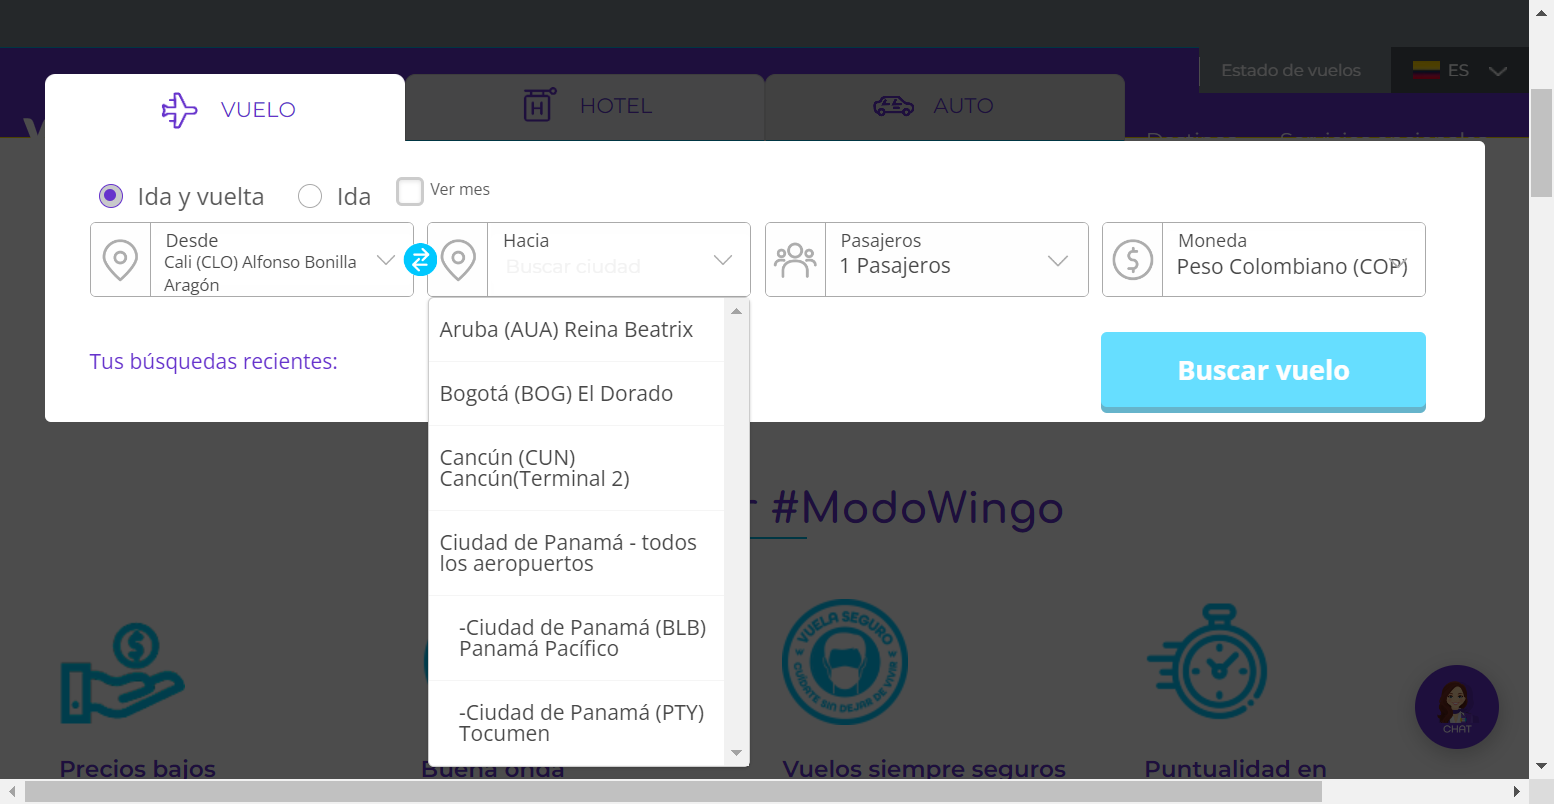 Estado de vuelos
ES
VUELO
HOTEL
AUTO
Ida y vuelta
Ida
Ver mes
Desde
Cali (CLO) Alfonso Bonilla
Aragón
Hacia
Buscar ciudad
Pasajeros
1 Pasajeros
Moneda
Peso Colombiano (COP)
Aruba (AUA) Reina Beatrix
Bogotá (BOG) El Dorado
Cancún (CUN)
Cancún(Terminal 2)
Ciudad de Panamá - todos
los aeropuertos
-Ciudad de Panamá (BLB)
Panamá Pacífico
-Ciudad de Panamá (PTY)
Tocumen
Tus búsquedas recientes:
Buscar vuelo
#ModoWingo
VUELA SEGURO
CUÍDATE SIN DEJAR DE VIVIR
CHAT
Precios bajos
Buena onda
Vuelos siempre seguros
Puntualidad en